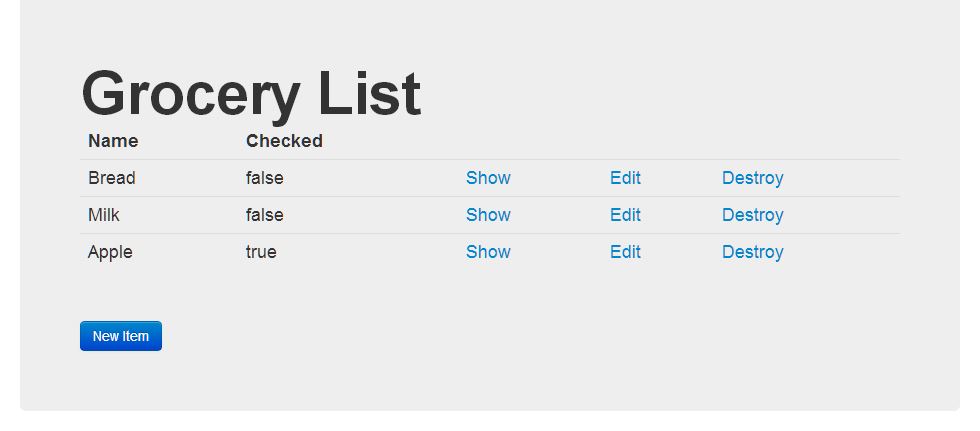 Grocery List
Name Checked
Bread false Show Edit Destroy
Milk false Show Edit Destroy
Apple true Show Edit Destroy
New Item